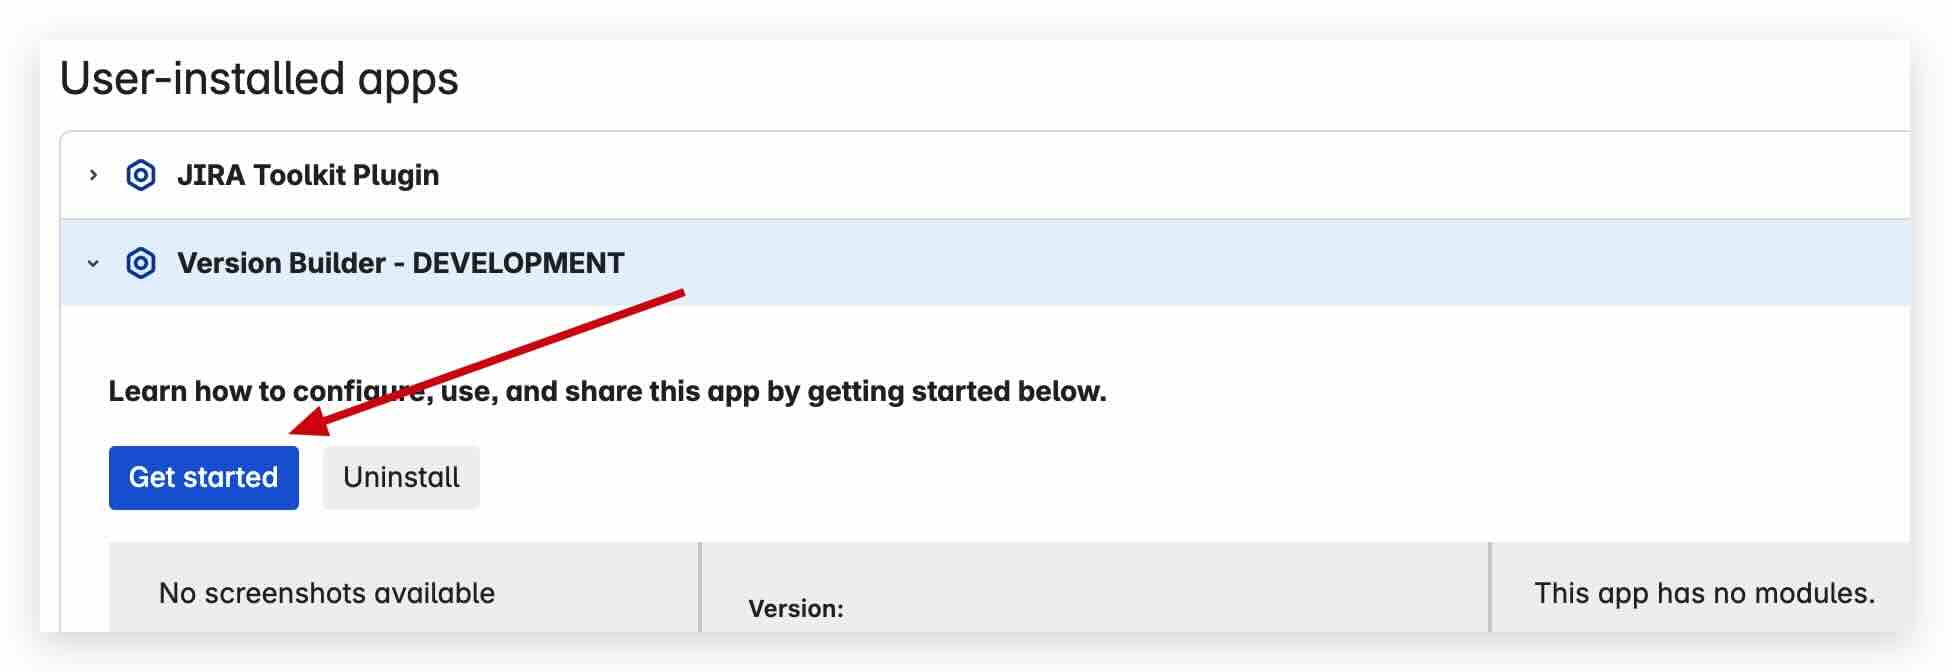 User-installed apps
JIRA Toolkit Plugin
Version Builder - DEVELOPMENT
Learn how to configure, use, and share this app by getting started below.
Get started
Uninstall
No screenshots available
Version:
This app has no modules.